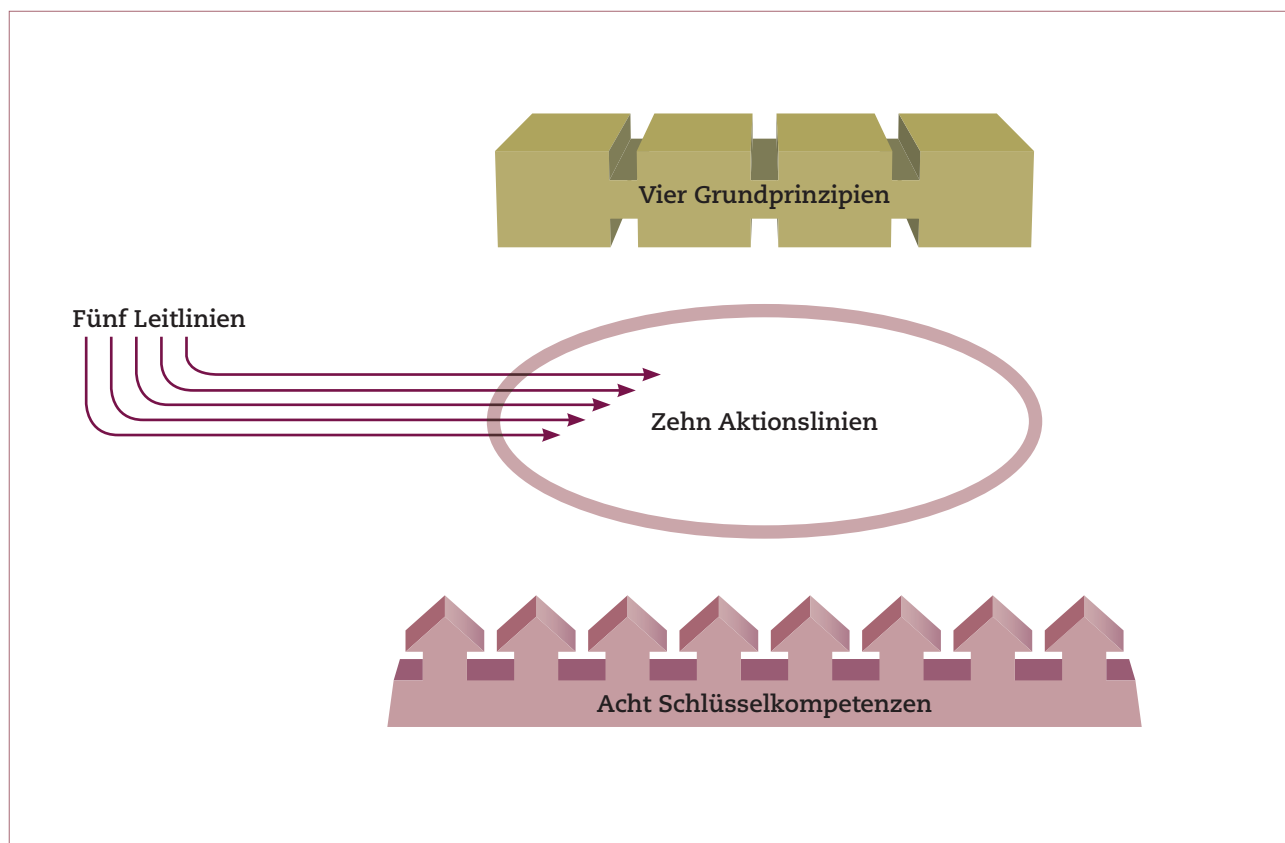 Vier Grundprinzipien
Fünf Leitlinien
Zehn Aktionslinien
Acht Schlüsselkompetenzen